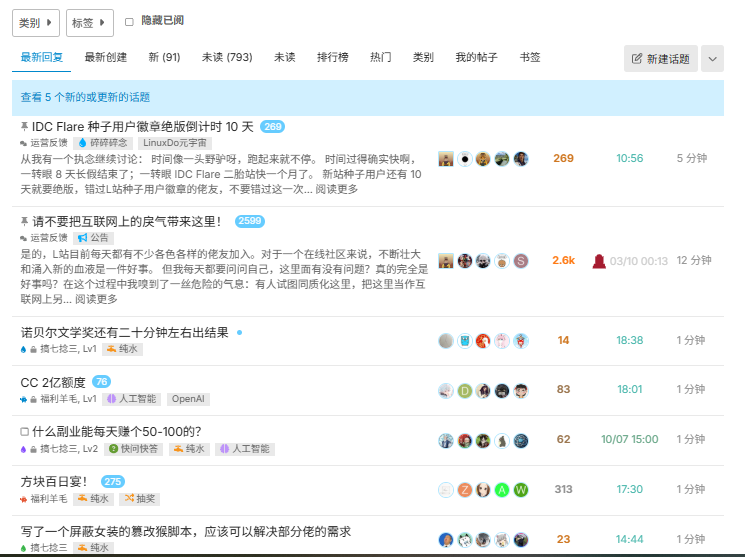 类别 标签 隐藏已阅
最新回复 最新创建 新 (91) 未读 (793) 未读 排行榜 热门 类别 我的帖子 书签 新建话题
查看 5 个新的或更新的话题
IDC Flare 种子用户徽章绝版倒计时 10 天 269
运营反馈 碎碎碎念 LinuxDo元宇宙
从我有一个执念继续讨论： 时间像一头野驴呀，跑起来就不停。 时间过得确实快啊，
一转眼 8 天长假结束了；一转眼 IDC Flare 二胎站快一个月了。 新站种子用户还有 10
天就要绝版，错过L站种子用户徽章的佬友，不要错过这一次... 阅读更多
269 10:56 5 分钟
请不要把互联网上的戾气带来这里！ 2599
运营反馈 公告
是的，L站目前每天都有不少各色各样的佬友加入。对于一个在线社区来说，不断壮大
和涌入新的血液是一件好事。 但我每天都要问问自己，这里面有没有问题？真的完全是
好事吗？在这个过程中我嗅到了一丝危险的气息：有人试图同质化这里，把这里当作互
联网上另... 阅读更多
S 2.6k 03/10 00:13 12 分钟
诺贝尔文学奖还有二十分钟左右出结果
搞七捻三, Lv1 纯水
14 18:38 1 分钟
CC 2亿额度 76
福利羊毛, Lv1 人工智能 OpenAI
D 83 18:01 1 分钟
什么副业能每天赚个50-100的？
搞七捻三, Lv2 快问快答 纯水 人工智能
62 10/07 15:00 1 分钟
方块百日宴！ 275
福利羊毛 纯水 抽奖
Z A W 313 17:30 1 分钟
写了一个屏蔽女装的篡改猴脚本，应该可以解决部分佬的需求
搞七捻三 纯水
23 14:44 1 分钟